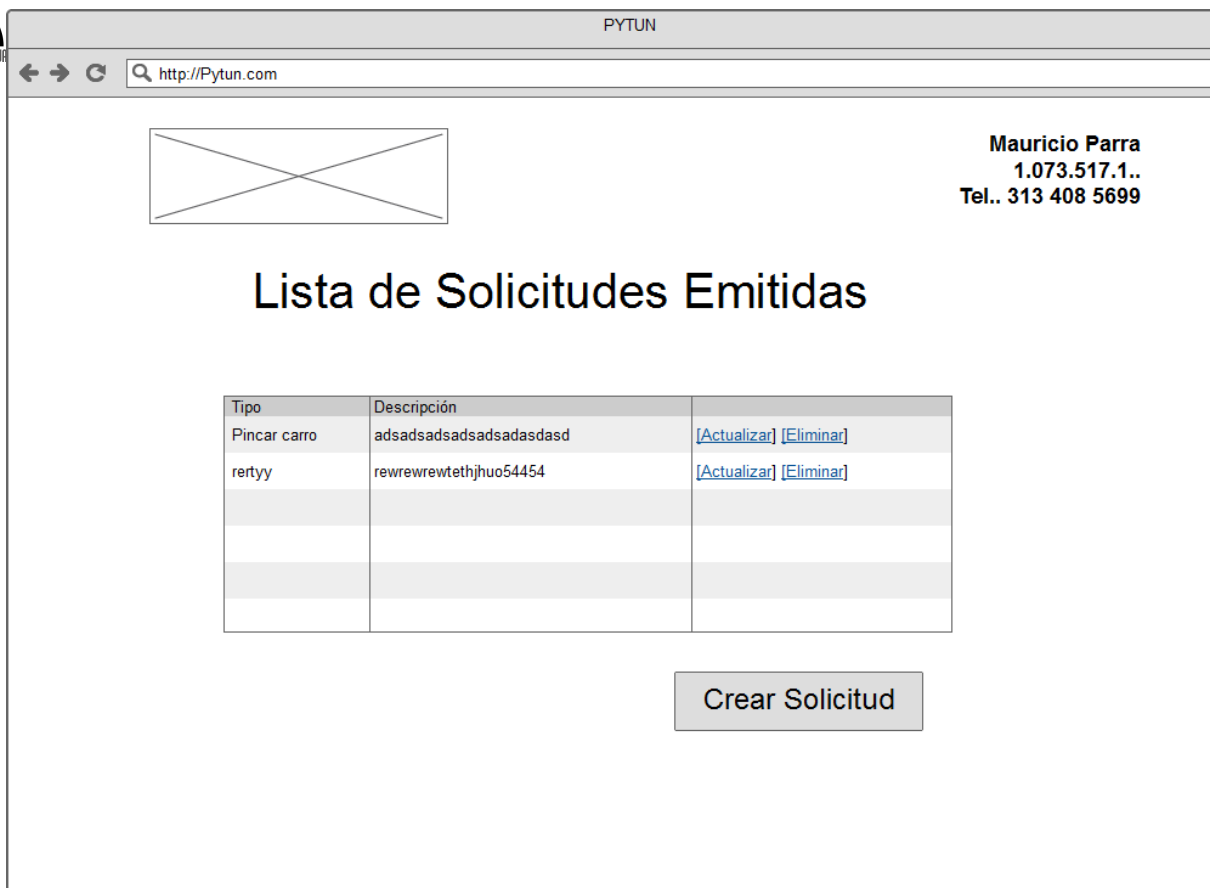 PYTUN
http://Pytun.com
Mauricio Parra
1.073.517.1..
Tel.. 313 408 5699
Lista de Solicitudes Emitidas
Tipo Descripción
Pincar carro adsadsadsadsadsadasdasd [Actualizar] [Eliminar]
rertyy rewrewrewtethjhuo54454 [Actualizar] [Eliminar]
Crear Solicitud